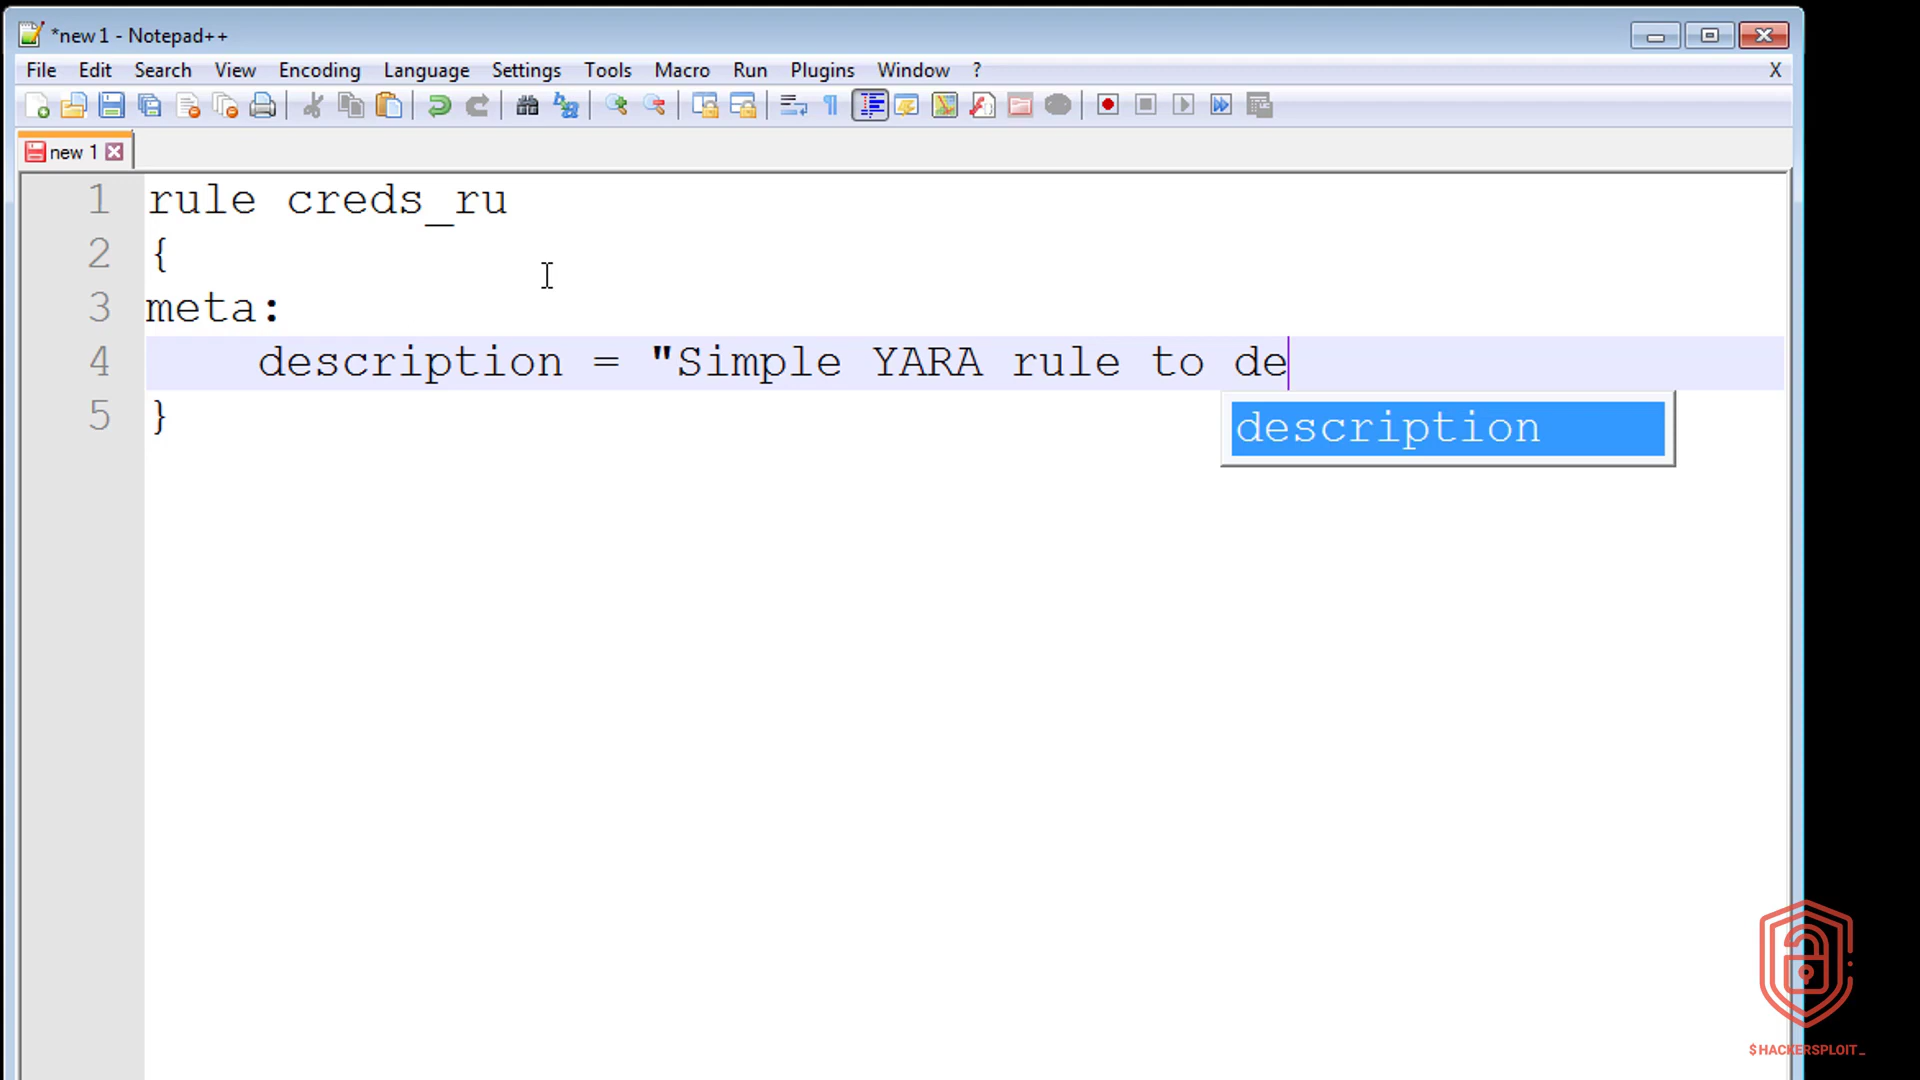 *new 1 - Notepad++
File Edit Search View Encoding Language Settings Tools Macro Run Plugins Window ? X
new 1
1 rule creds_ru
2 {
3 meta:
4 description = "Simple YARA rule to de
description
5 }
$HACKERSPLOIT_